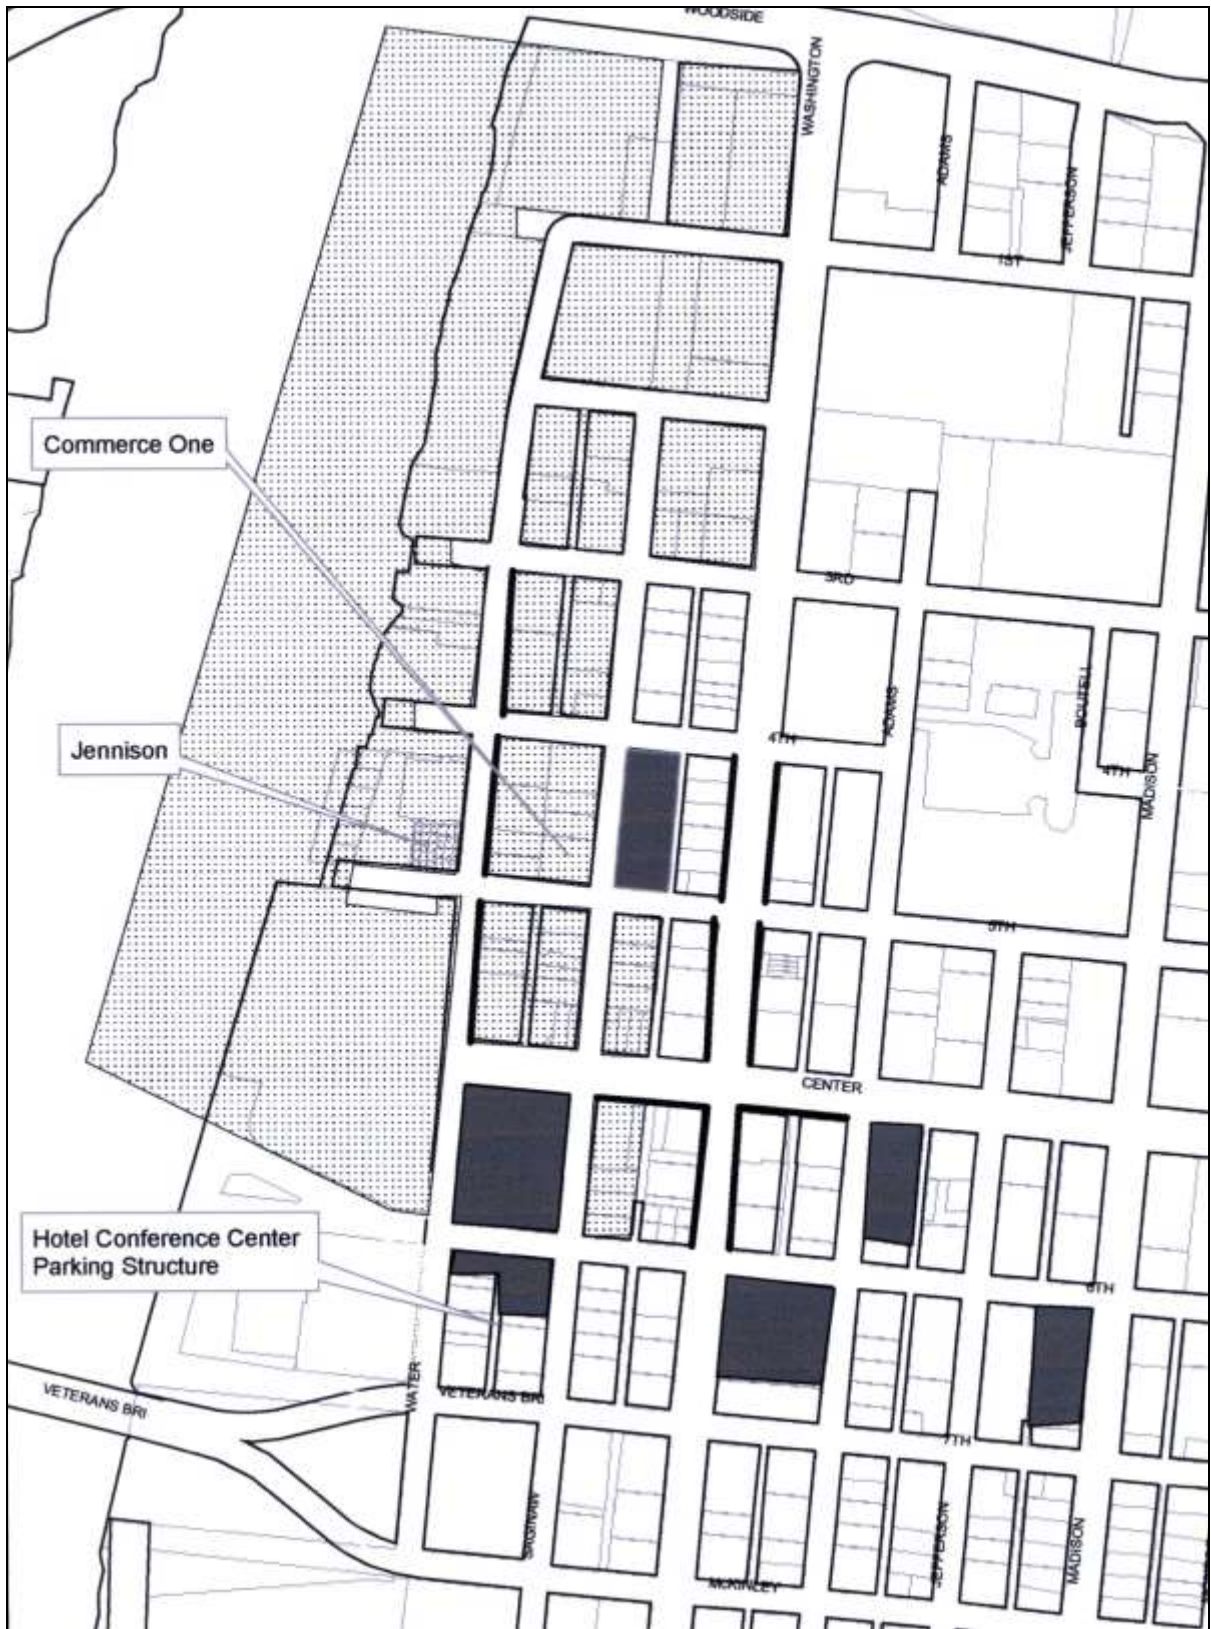 WOODSIDE
WASHINGTON
ADAMS
JEFFERSON
1ST
Commerce One
3RD
ADAMS
BOUTELL
4TH
4TH
MADISON
Jennison
5TH
CENTER
Hotel Conference Center
Parking Structure
6TH
WATER
VETERANS BRI
VETERANS BRI
7TH
SAGINAW
JEFFERSON
MADISON
McKINLEY